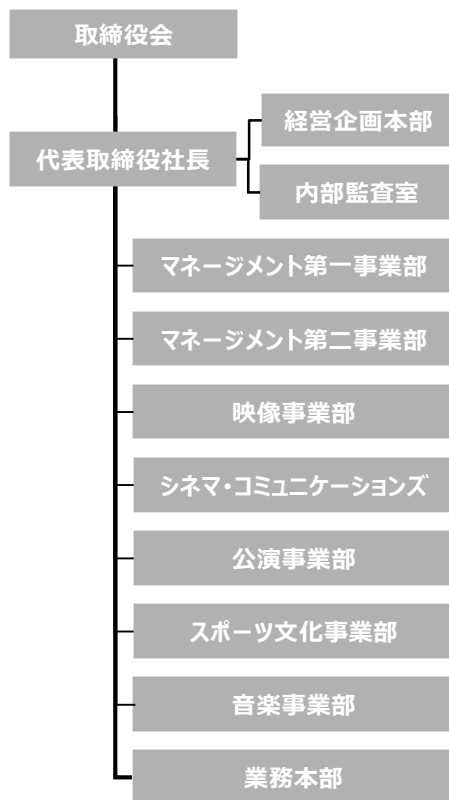 取締役会
代表取締役社長
経営企画本部
内部監査室
マネージメント第一事業部
マネージメント第二事業部
映像事業部
シネマ・コミュニケーションズ
公演事業部
スポーツ文化事業部
音楽事業部
業務本部